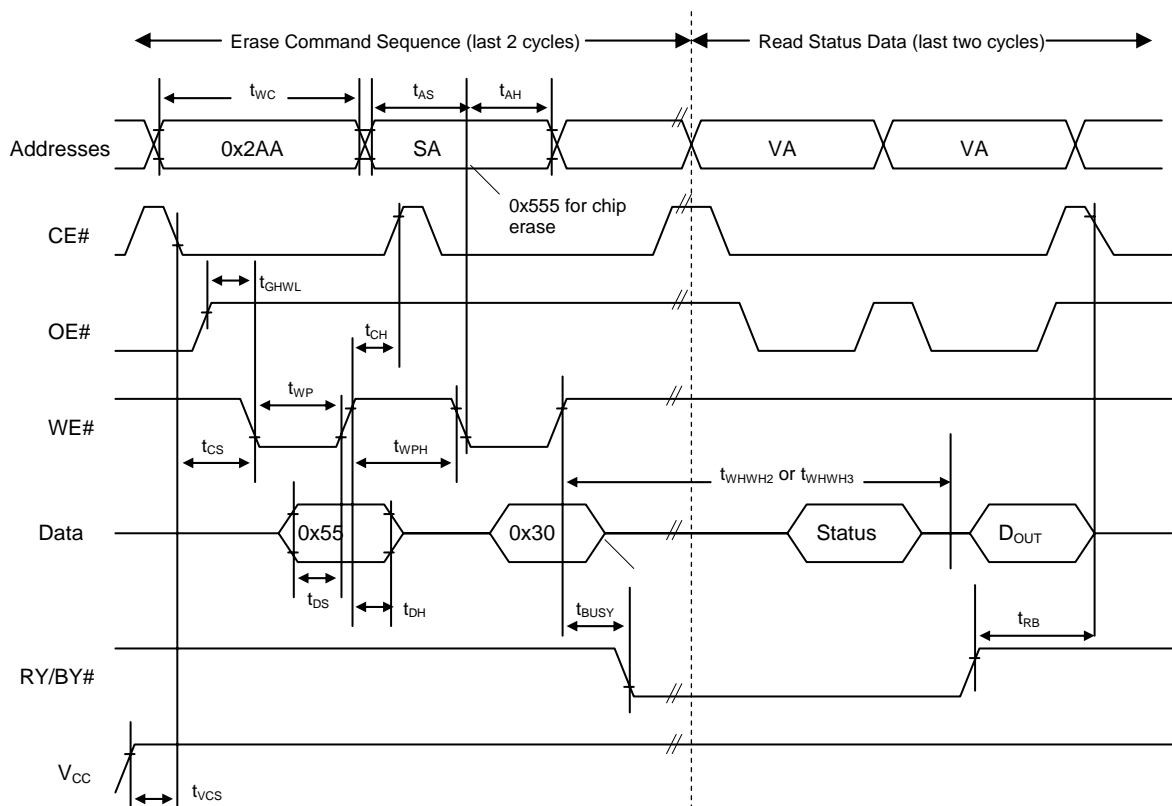 Erase Command Sequence (last 2 cycles)
Read Status Data (last two cycles)
tWC
tAS
tAH
Addresses
0x2AA
SA
VA
VA
0x555 for chip
erase
CE#
tGHWL
OE#
tCH
tWP
WE#
tCS
tWPH
tWHWH2 or tWHWH3
Data
0x55
0x30
Status
DOUT
tDS
tDH
tBUSY
tRB
RY/BY#
VCC
tVCS